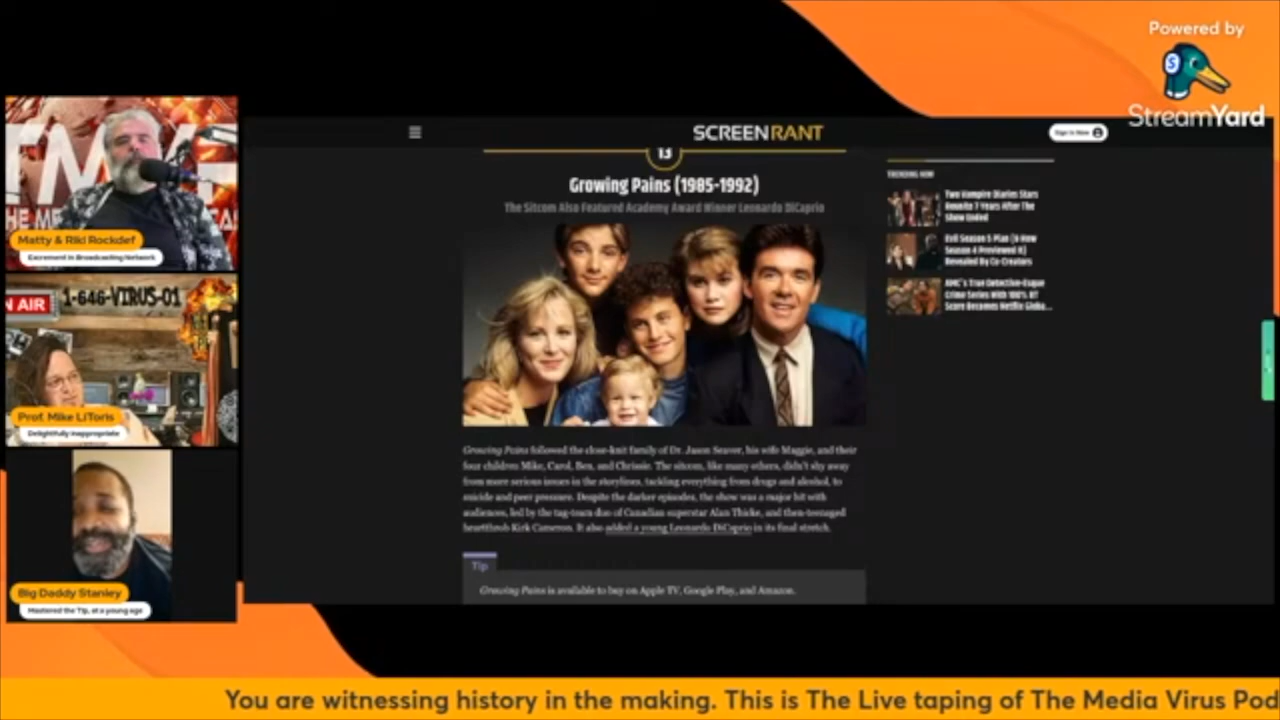 Powered by
StreamYard
SCREENRANT
Sign in Now
13
Growing Pains (1985-1992)
The Sitcom Also Featured Academy Award Winner Leonardo DiCaprio
TRENDING NOW
Two Vampire Diaries Stars
Reunite 7 Years After The
Show Ended
Evil Season 5 Plan (& How
Season 4 Previewed It)
Revealed By Co-Creators
AMC's True Detective-Esque
Crime Series With 100% RT
Score Becomes Netflix Globa...
Matty & Riki Rockdef
Excrement in Broadcasting Network
N AIR
1-646-VIRUS-01
Prof. Mike LiToris
Delightfully Inappropriate
Big Daddy Stanley
Mastered the Tip, at a young age
Growing Pains followed the close-knit family of Dr. Jason Seaver, his wife Maggie, and their
four children Mike, Carol, Ben, and Chrissie. The sitcom, like many others, didn't shy away
from more serious issues in the storylines, tackling everything from drugs and alcohol, to
suicide and peer pressure. Despite the darker episodes, the show was a major hit with
audiences, led by the tag-team duo of Canadian superstar Alan Thicke, and then-teenaged
heartthrob Kirk Cameron. It also added a young Leonardo DiCaprio in its final stretch.
Tip
Growing Pains is available to buy on Apple TV, Google Play, and Amazon.
You are witnessing history in the making. This is The Live taping of The Media Virus Pod